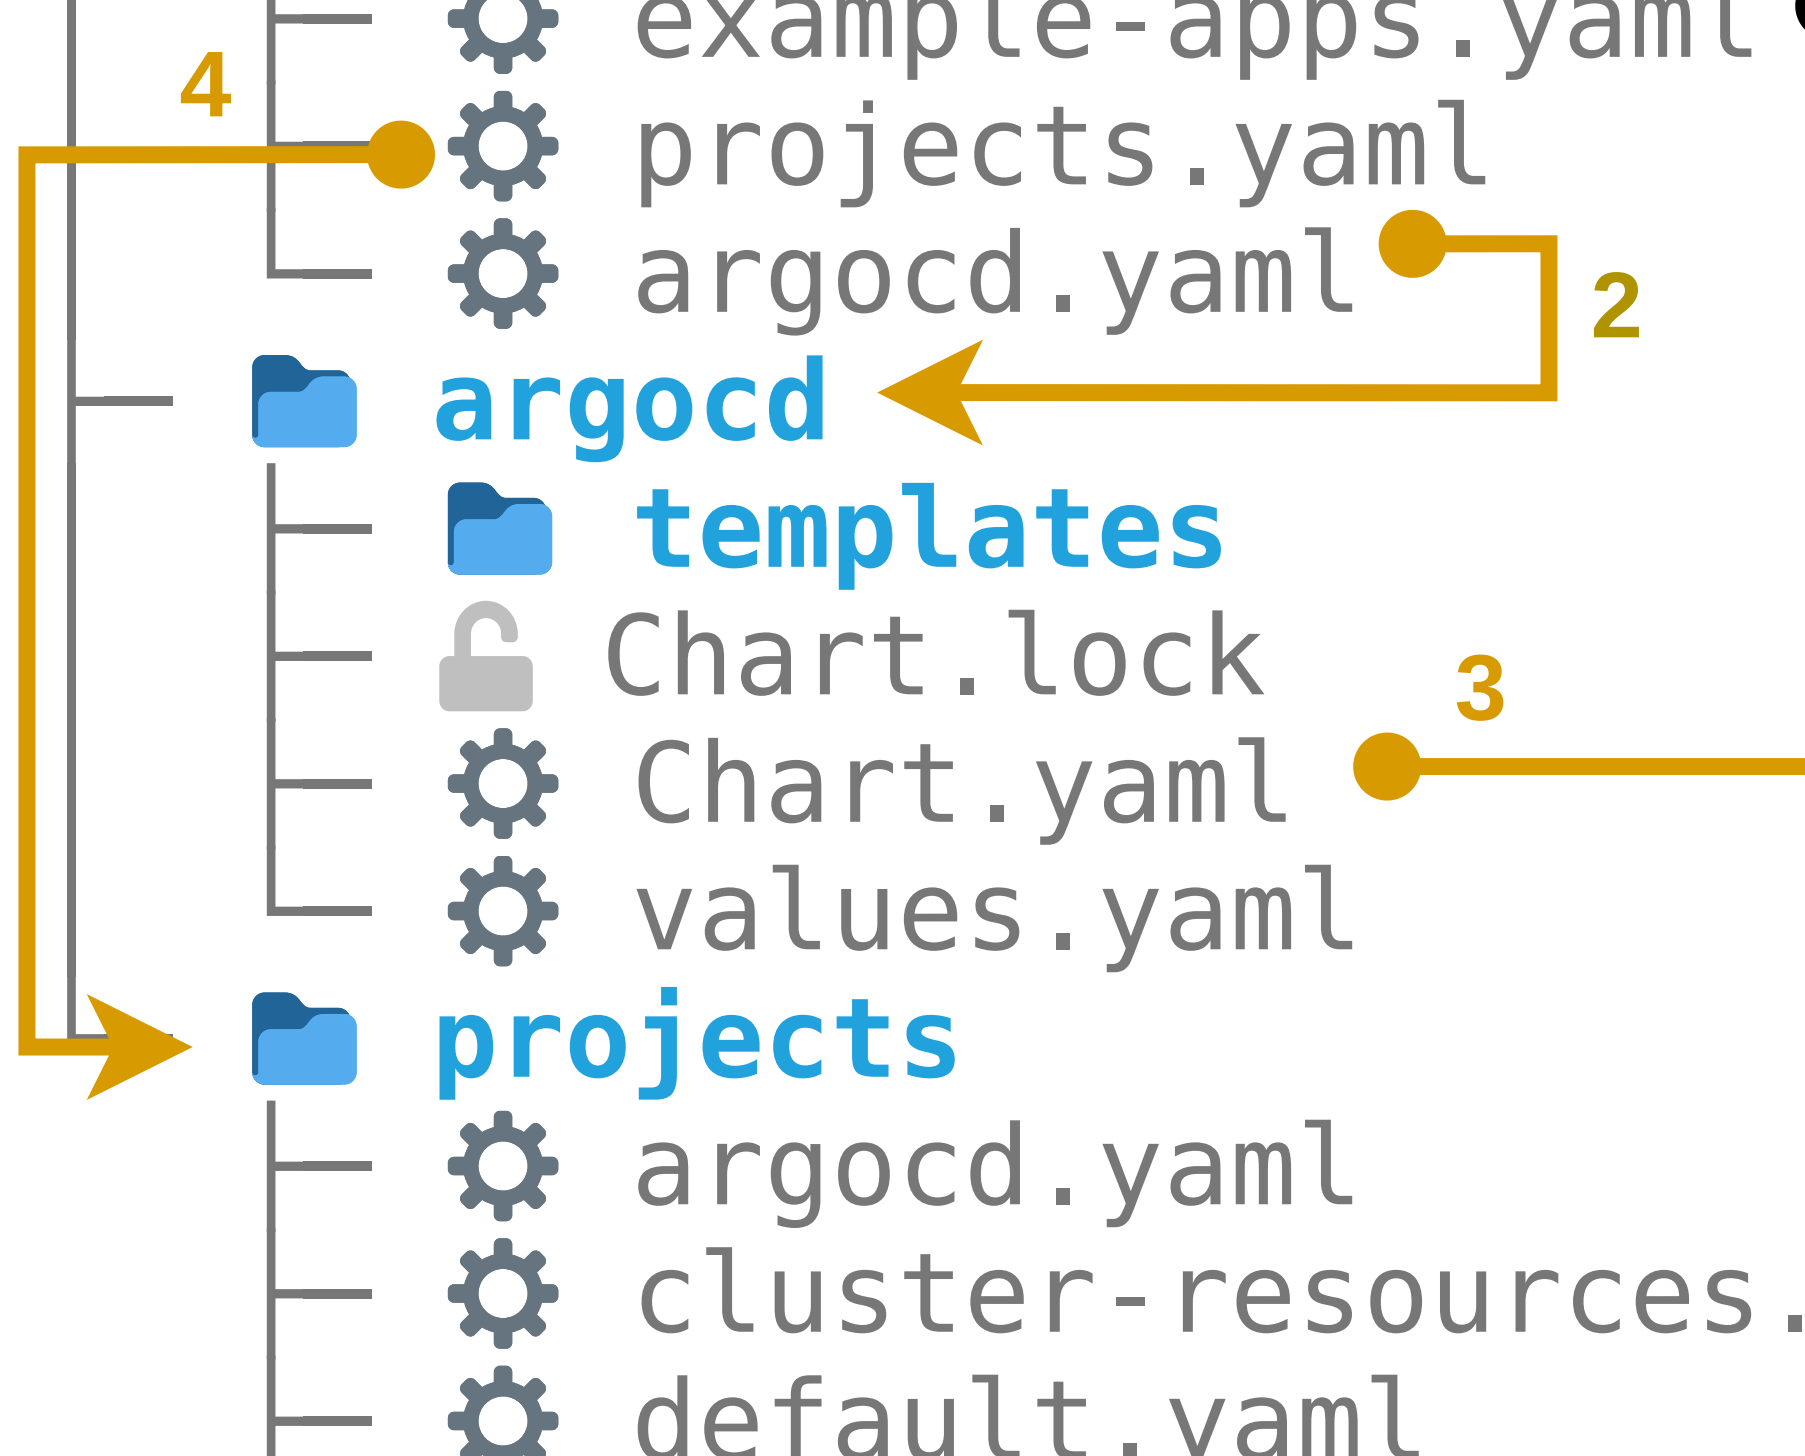 example-apps.yaml
4
projects.yaml
argocd.yaml
2
argocd
templates
Chart.lock
3
Chart.yaml
values.yaml
projects
argocd.yaml
cluster-resources.
default.yaml